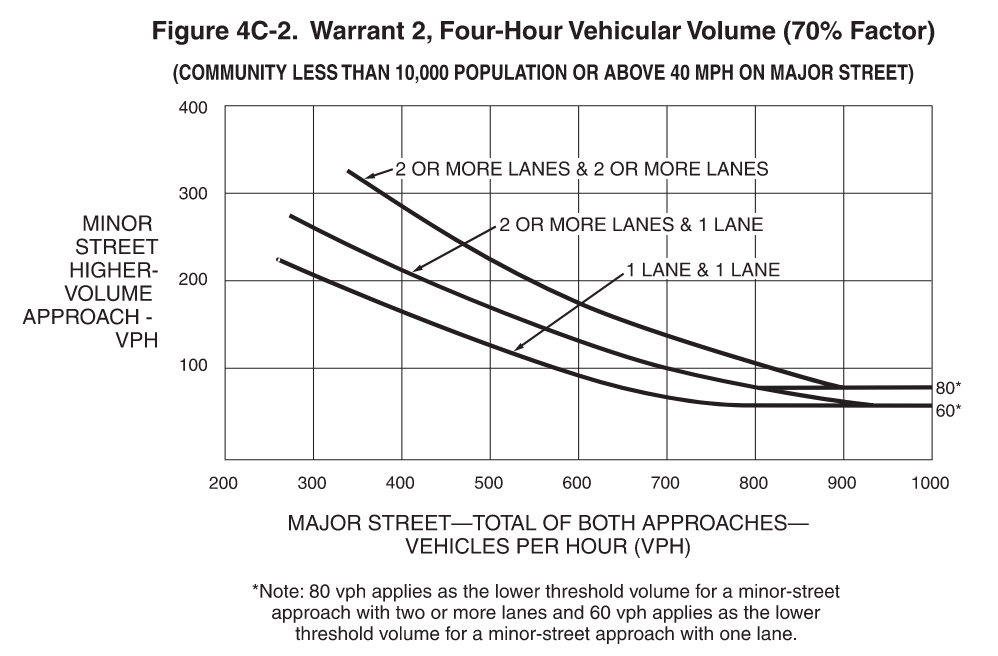 Figure 4C-2. Warrant 2, Four-Hour Vehicular Volume (70% Factor)
(COMMUNITY LESS THAN 10,000 POPULATION OR ABOVE 40 MPH ON MAJOR STREET)
400
300
200
100
MINOR
STREET
HIGHER-
VOLUME
APPROACH -
VPH
2 OR MORE LANES & 2 OR MORE LANES
2 OR MORE LANES & 1 LANE
1 LANE & 1 LANE
80*
60*
200 300 400 500 600 700 800 900 1000
MAJOR STREET—TOTAL OF BOTH APPROACHES—
VEHICLES PER HOUR (VPH)
*Note: 80 vph applies as the lower threshold volume for a minor-street
approach with two or more lanes and 60 vph applies as the lower
threshold volume for a minor-street approach with one lane.